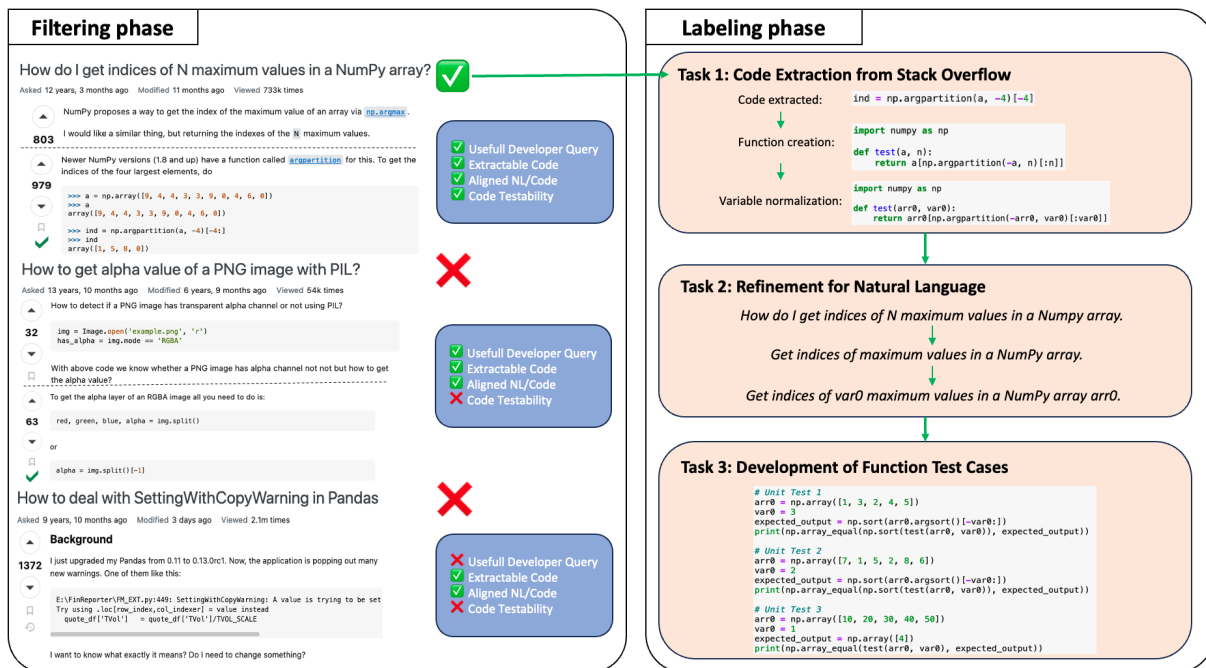 Filtering phase
How do I get indices of N maximum values in a NumPy array?
Asked 12 years, 3 months ago Modified 11 months ago Viewed 733k times
NumPy proposes a way to get the index of the maximum value of an array via np.argmax.
I would like a similar thing, but returning the indexes of the N maximum values.
803
Newer NumPy versions (1.8 and up) have a function called argpartition for this. To get the
indices of the four largest elements, do
979
>>> a = np.array([9, 4, 4, 3, 3, 9, 0, 4, 6, 0])
>>> a
array([9, 4, 4, 3, 3, 9, 0, 4, 6, 0])
>>> ind = np.argpartition(a, -4)[-4:]
>>> ind
array([1, 5, 8, 0])
Usefull Developer Query
Extractable Code
Aligned NL/Code
Code Testability
How to get alpha value of a PNG image with PIL?
Asked 13 years, 10 months ago Modified 6 years, 9 months ago Viewed 54k times
How to detect if a PNG image has transparent alpha channel or not using PIL?
32
img = Image.open('example.png', 'r')
has_alpha = img.mode == 'RGBA'
With above code we know whether a PNG image has alpha channel not not but how to get
the alpha value?
To get the alpha layer of an RGBA image all you need to do is:
63
red, green, blue, alpha = img.split()
or
alpha = img.split()[-1]
Usefull Developer Query
Extractable Code
Aligned NL/Code
Code Testability
How to deal with SettingWithCopyWarning in Pandas
Asked 9 years, 10 months ago Modified 3 days ago Viewed 2.1m times
Background
1372
I just upgraded my Pandas from 0.11 to 0.13.0rc1. Now, the application is popping out many
new warnings. One of them like this:
E:\FinReporter\FM_EXT.py:449: SettingWithCopyWarning: A value is trying to be set
Try using .loc[row_index,col_indexer] = value instead
quote_df['TVol'] = quote_df['TVol']/TVOL_SCALE
I want to know what exactly it means? Do I need to change something?
Usefull Developer Query
Extractable Code
Aligned NL/Code
Code Testability
Labeling phase
Task 1: Code Extraction from Stack Overflow
Code extracted:
ind = np.argpartition(a, -4)[-4]
Function creation:
import numpy as np
def test(a, n):
return a[np.argpartition(-a, n)[:n]]
Variable normalization:
import numpy as np
def test(arr0, var0):
return arr0[np.argpartition(-arr0, var0)[:var0]]
Task 2: Refinement for Natural Language
How do I get indices of N maximum values in a Numpy array.
Get indices of maximum values in a NumPy array.
Get indices of var0 maximum values in a NumPy array arr0.
Task 3: Development of Function Test Cases
# Unit Test 1
arr0 = np.array([1, 3, 2, 4, 5])
var0 = 3
expected_output = np.sort(arr0.argsort()[-var0:])
print(np.array_equal(np.sort(test(arr0, var0)), expected_output))
# Unit Test 2
arr0 = np.array([7, 1, 5, 2, 8, 6])
var0 = 2
expected_output = np.sort(arr0.argsort()[-var0:])
print(np.array_equal(np.sort(test(arr0, var0)), expected_output))
# Unit Test 3
arr0 = np.array([10, 20, 30, 40, 50])
var0 = 1
expected_output = np.array([4])
print(np.array_equal(test(arr0, var0), expected_output))